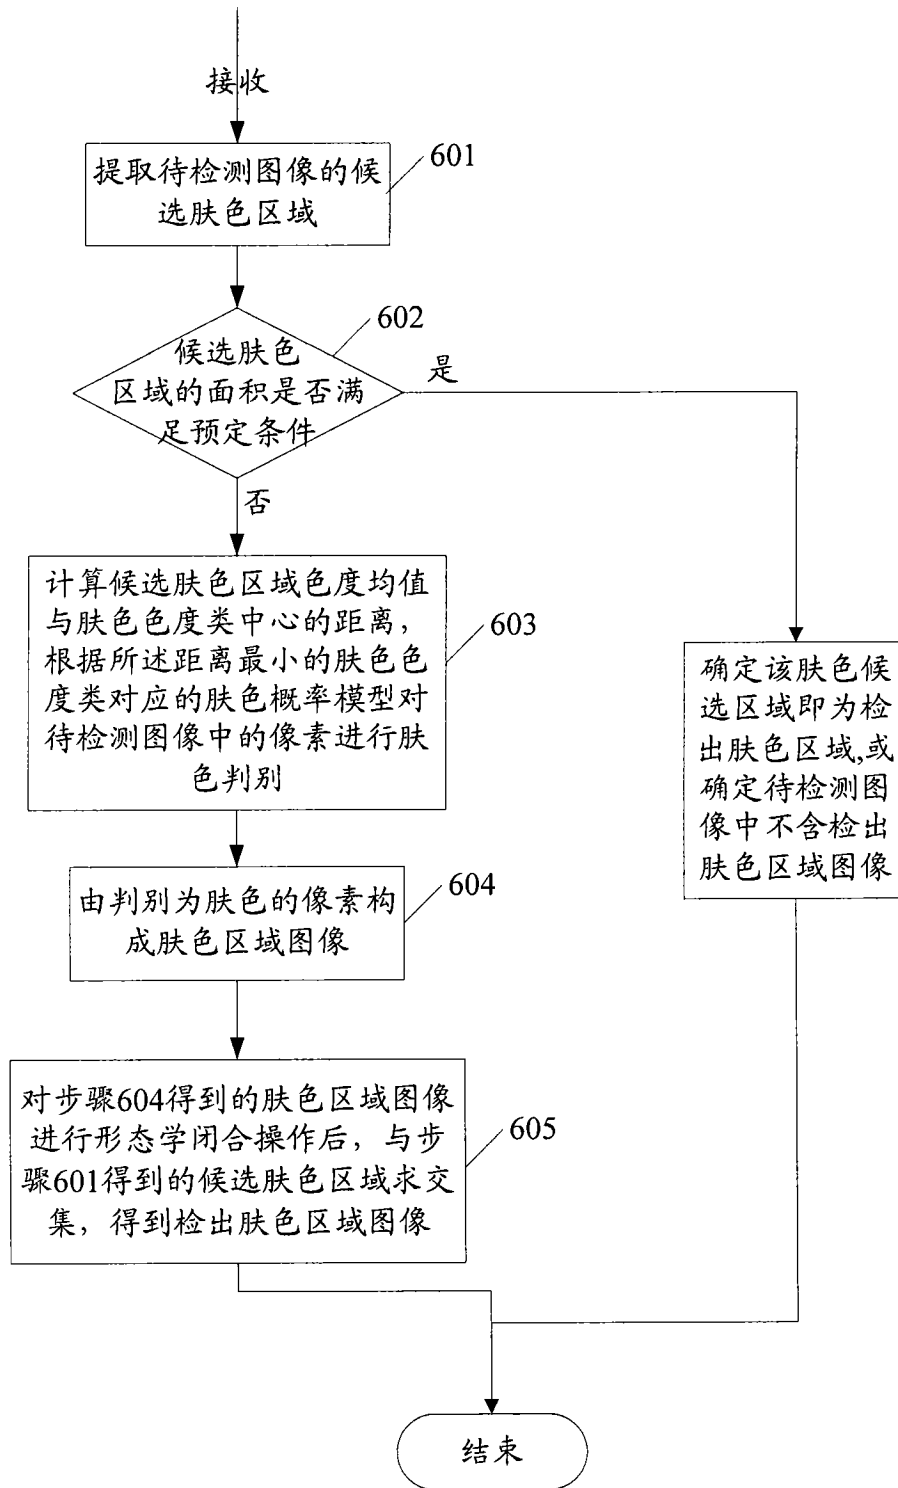 接收
提取待检测图像的候
选肤色区域
601
602
候选肤色
区域的面积是否满
足预定条件
是
否
计算候选肤色区域色度均值
与肤色色度类中心的距离，
根据所述距离最小的肤色色
度类对应的肤色概率模型对
待检测图像中的像素进行肤
色判别
603
确定该肤色候
选区域即为检
出肤色区域,或
确定待检测图
像中不含检出
肤色区域图像
由判别为肤色的像素构
成肤色区域图像
604
对步骤604得到的肤色区域图像
进行形态学闭合操作后，与步
骤601得到的候选肤色区域求交
集，得到检出肤色区域图像
605
结束